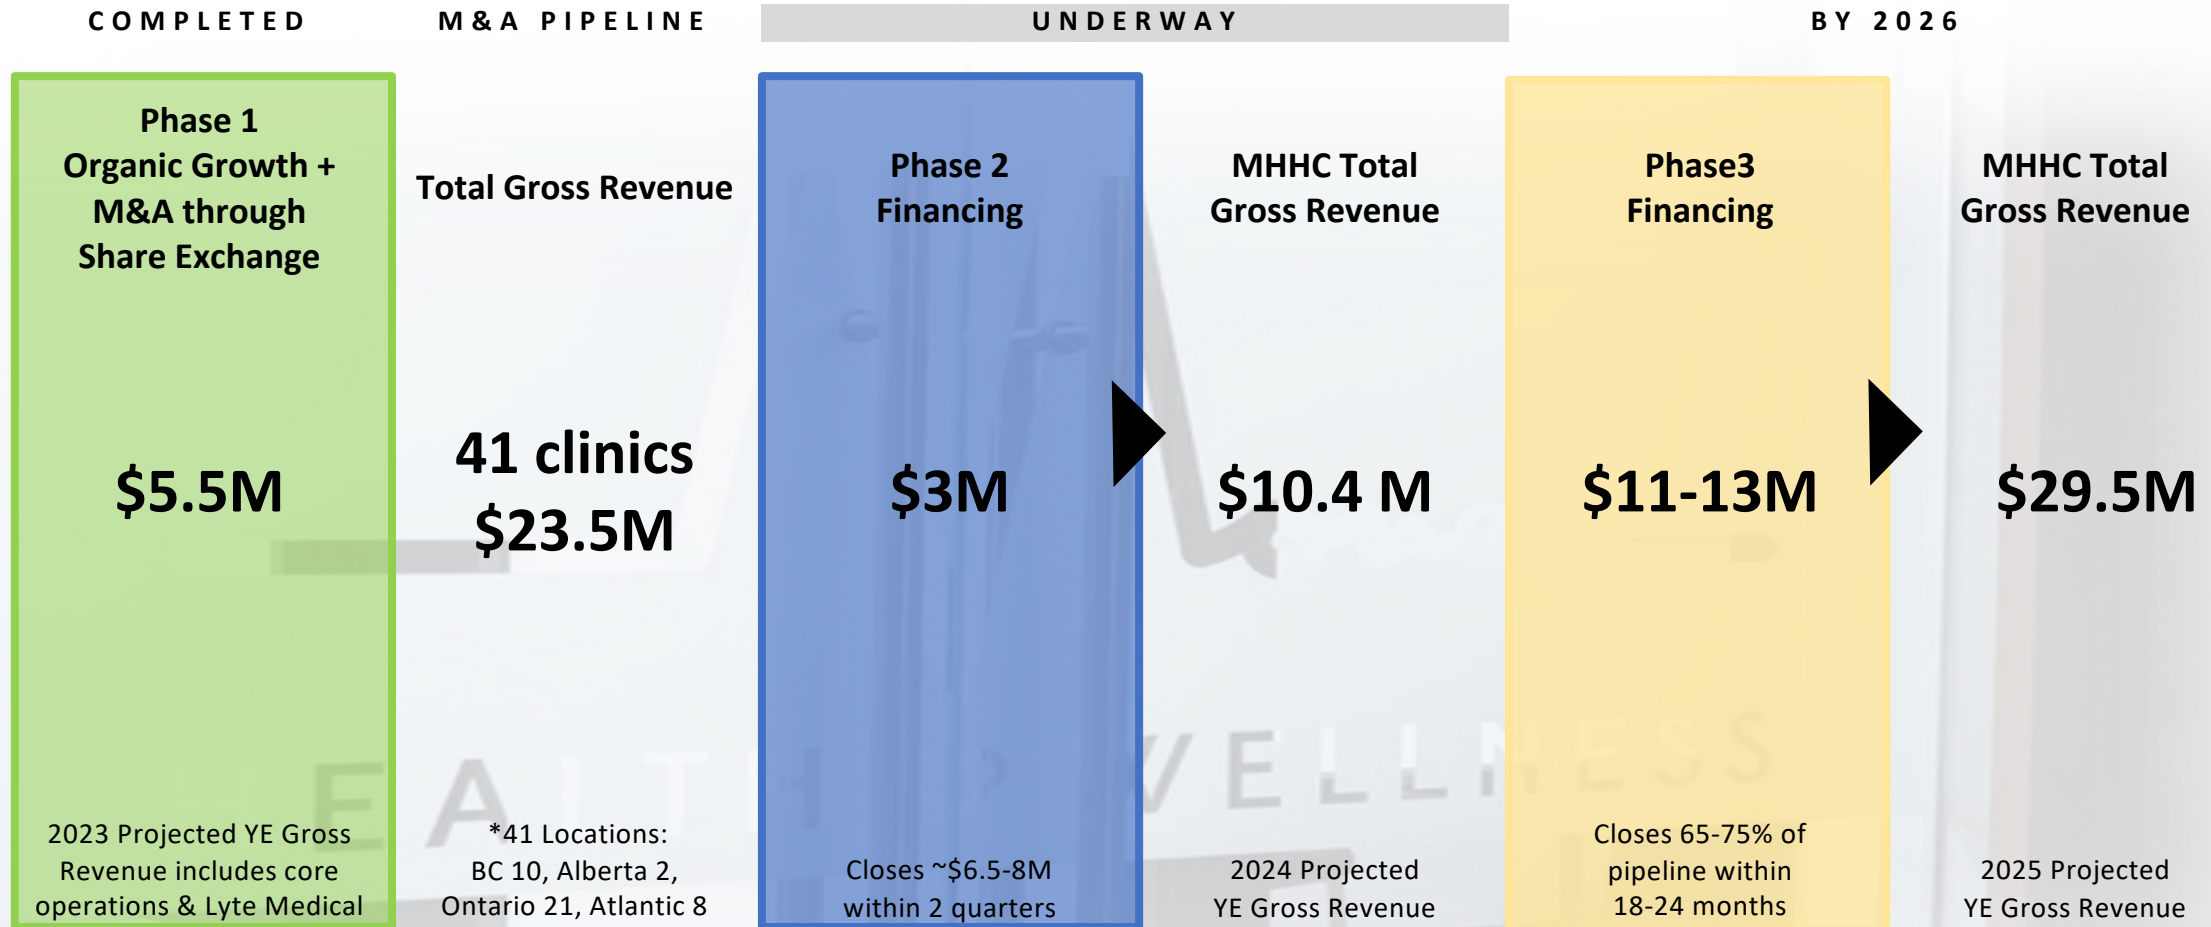 COMPLETED
M&A PIPELINE
UNDERWAY
BY 2026
Phase 1
Organic Growth +
M&A through
Share Exchange
$5.5M
2023 Projected YE Gross
Revenue includes core
operations & Lyte Medical
Total Gross Revenue
41 clinics
$23.5M
*41 Locations:
BC 10, Alberta 2,
Ontario 21, Atlantic 8
Phase 2
Financing
$3M
Closes ~$6.5-8M
within 2 quarters
MHHC Total
Gross Revenue
$10.4 M
2024 Projected
YE Gross Revenue
Phase3
Financing
$11-13M
Closes 65-75% of
pipeline within
18-24 months
MHHC Total
Gross Revenue
$29.5M
2025 Projected
YE Gross Revenue
HEALTH & WELLNESS